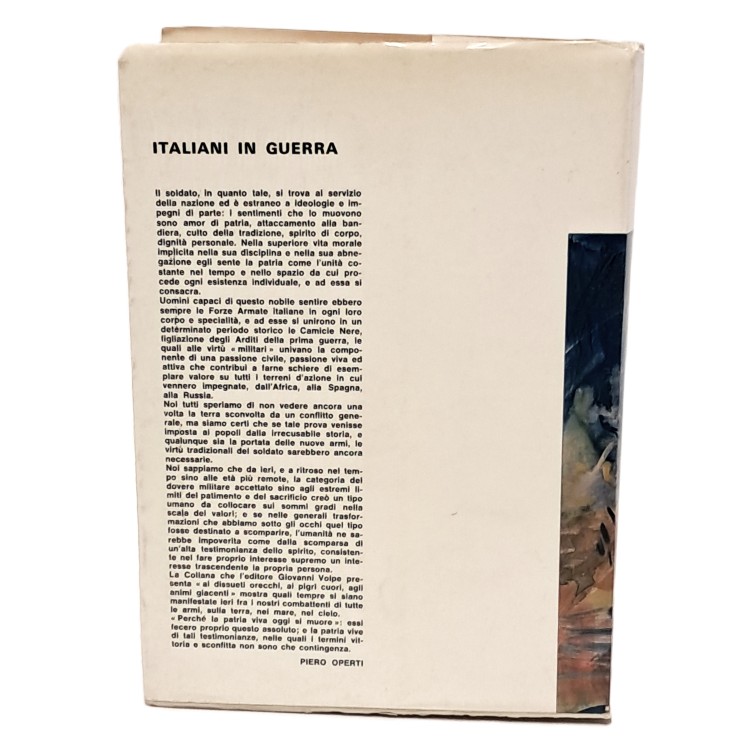 ITALIANI IN GUERRA
Il soldato, in quanto tale, si trova al servizio
della nazione ed è estraneo a ideologie e im-
pegni di parte: i sentimenti che lo muovono
sono amor di patria, attaccamento alla ban-
diera, culto della tradizione, spirito di corpo,
dignità personale. Nella superiore vita morale
implicita nella sua disciplina e nella sua abne-
gazione egli sente la patria come l'unità co-
stante nel tempo e nello spazio da cui pro-
cede ogni esistenza individuale, e ad essa si
consacra.
Uomini capaci di questo nobile sentire ebbero
sempre le Forze Armate italiane in ogni loro
corpo e specialità, e ad esse si unirono in un
determinato periodo storico le Camicie Nere,
figliazione degli Arditi della prima guerra, le
quali alle virtù « militari » univano la compo-
nente di una passione civile, passione viva ed
attiva che contribuì a farne schiere di esem-
plare valore su tutti i terreni d'azione in cui
vennero impegnate, dall'Africa, alla Spagna,
alla Russia.
Noi tutti speriamo di non vedere ancora una
volta la terra sconvolta da un conflitto gene-
rale, ma siamo certi che se tale prova venisse
imposta ai popoli dalla irrecusabile storia, e
qualunque sia la portata delle nuove armi, le
virtù tradizionali del soldato sarebbero ancora
necessarie.
Noi sappiamo che da ieri, e a ritroso nel tem-
po sino alle età più remote, la categoria del
dovere militare accettato sino agli estremi li-
miti del patimento e del sacrificio creò un tipo
umano da collocare sui sommi gradi nella
scala dei valori; e se nelle generali trasfor-
mazioni che abbiamo sotto gli occhi quel tipo
fosse destinato a scomparire, l'umanità ne sa-
rebbe impoverita come dalla scomparsa di
un'alta testimonianza dello spirito, consisten-
te nel fare proprio interesse supremo un in-
teresse trascendente la propria persona.
La Collana che l'editore Giovanni Volpe pre-
senta « ai dissueti orecchi, ai pigri cuori, agli
animi giacenti » mostra quali tempre si siano
manifestate ieri fra i nostri combattenti di tutte
le armi, sulla terra, nel mare, nel cielo.
« Perché la patria viva oggi si muore »: essi
fecero proprio questo assoluto; e la patria vive
di tali testimonianze, nelle quali i termini vit-
toria e sconfitta non sono che contingenza.
PIERO OPERTI